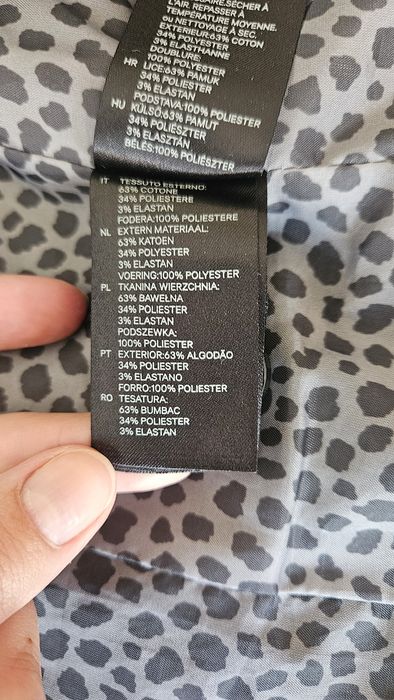 L'AIR. REPASSER À
TEMPÉRATURE MOYENNE.
OU NETTOYAGE À SEC.
EXTÉRIEUR:63% COTON
34% POLYESTER
3% ELASTHANNE
DOUBLURE:
100% POLYESTER
HR LICE:63% PAMUK
34% POLIESTER
3% ELASTAN
PODSTAVA:100% POLIESTER
HU KÜLSŐ:63% PAMUT
34% POLIÉSZTER
3% ELASZTÁN
BÉLÉS:100% POLIÉSZTER
IT TESSUTO ESTERNO:
63% COTONE
34% POLIESTERE
3% ELASTAN
FODERA:100% POLIESTERE
NL EXTERN MATERIAAL:
63% KATOEN
34% POLYESTER
3% ELASTAN
VOERING:100% POLYESTER
PL TKANINA WIERZCHNIA:
63% BAWEŁNA
34% POLIESTER
3% ELASTAN
PODSZEWKA:
100% POLIESTER
PT EXTERIOR:63% ALGODÃO
34% POLIESTER
3% ELASTANO
FORRO:100% POLIESTER
RO TESATURA:
63% BUMBAC
34% POLIESTER
3% ELASTAN